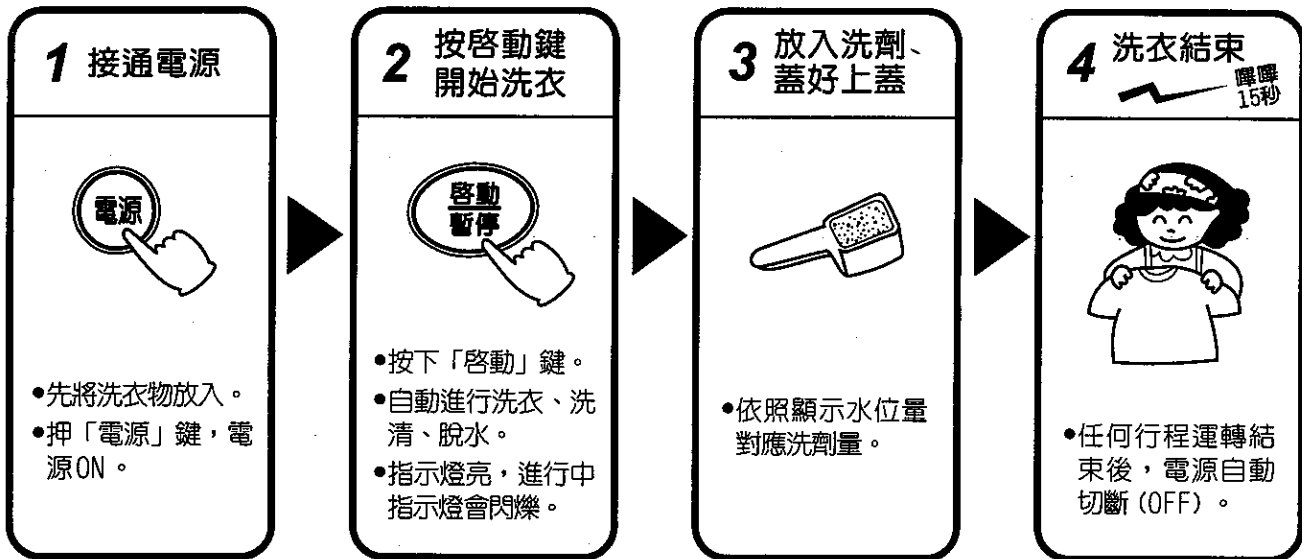 1 接通電源
電源
●先將洗衣物放入。
●押「電源」鍵，電
源ON。
2 按啓動鍵
開始洗衣
啓動
暫停
●按下「啓動」鍵。
●自動進行洗衣、洗
清、脫水。
●指示燈亮，進行中
指示燈會閃爍。
3 放入洗劑、
蓋好上蓋
●依照顯示水位量
對應洗劑量。
4 洗衣結束
嗶嗶
15秒
●任何行程運轉結
束後，電源自動
切斷(OFF)。